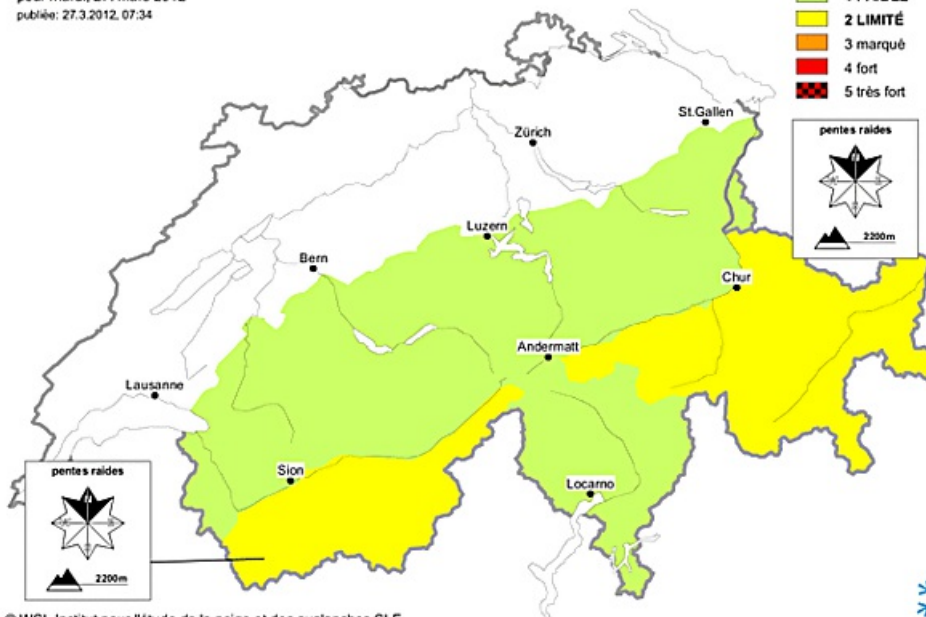 publiée: 27.3.2012, 07:34
2 LIMITÉ
3 marqué
4 fort
5 très fort
St.Gallen
Zürich
pentes raides
N
2200m
Luzern
Bern
Chur
Andermatt
Lausanne
Sion
pentes raides
N
2200m
Locarno